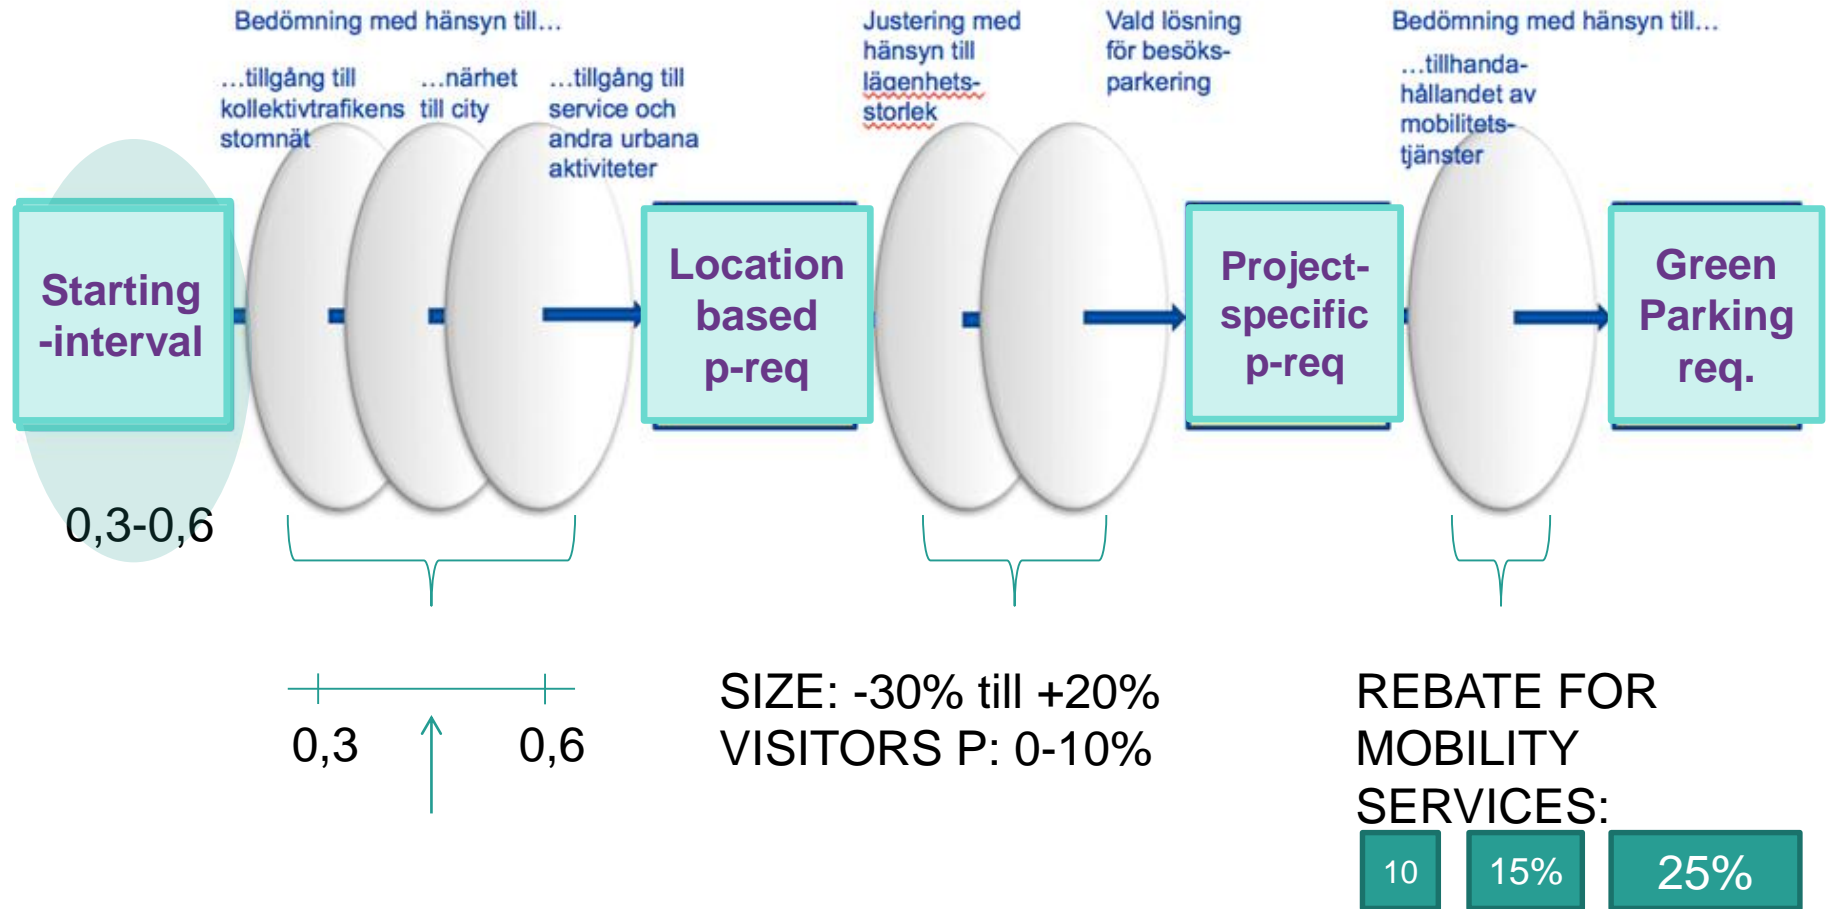 Bedömning med hänsyn till…
…tillgång till
kollektivtrafikens
stomnät
…närhet
till city
…tillgång till
service och
andra urbana
aktiviteter
Justering med
hänsyn till
lägenhets-
storlek
Vald lösning
för besöks-
parkering
Bedömning med hänsyn till…
…tillhanda-
hållandet av
mobilitets-
tjänster
Starting
-interval
Location
based
p-req
Project-
specific
p-req
Green
Parking
req.
0,3-0,6
0,3
0,6
SIZE: -30% till +20%
VISITORS P: 0-10%
REBATE FOR
MOBILITY
SERVICES:
10
15%
25%